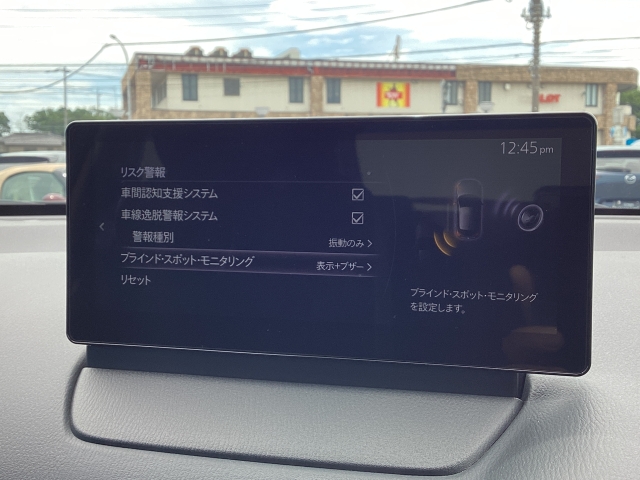 12:45pm
リスク警報
車間認知支援システム
車線逸脱警報システム
警報種別 振動のみ
ブラインド・スポット・モニタリング 表示+ブザー
リセット
ブラインド・スポット・モニタリング
を設定します。